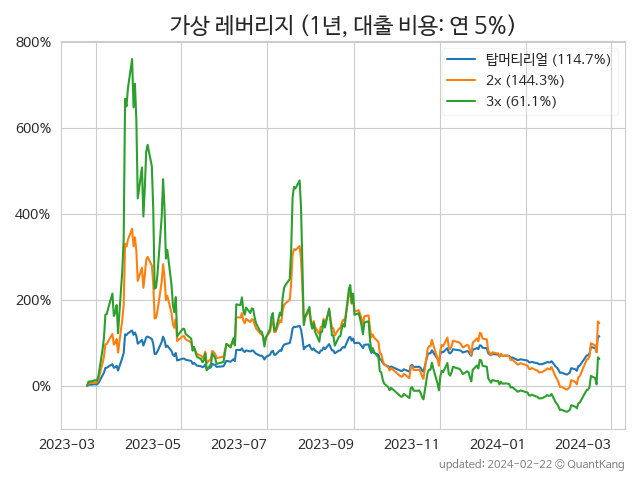 가상 레버리지 (1년, 대출 비용: 연 5%)
800%
600%
400%
200%
0%
탑머티리얼 (114.7%)
2x (144.3%)
3x (61.1%)
2023-03 2023-05 2023-07 2023-09 2023-11 2024-01 2024-03
updated: 2024-02-22 © QuantKang